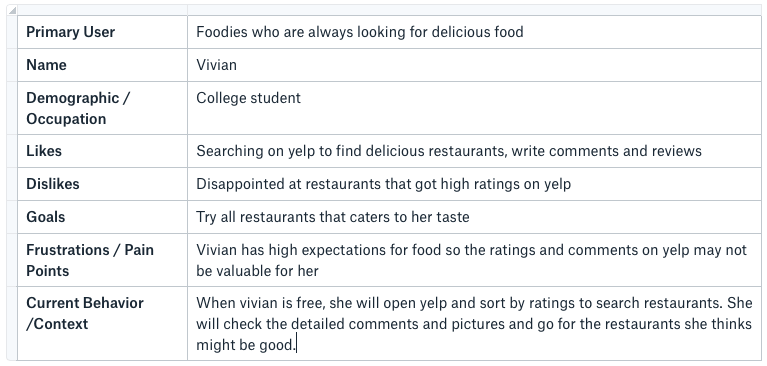 Primary User
Foodies who are always looking for delicious food
Name
Vivian
Demographic /
Occupation
College student
Likes
Searching on yelp to find delicious restaurants, write comments and reviews
Dislikes
Disappointed at restaurants that got high ratings on yelp
Goals
Try all restaurants that caters to her taste
Frustrations / Pain
Points
Vivian has high expectations for food so the ratings and comments on yelp may not
be valuable for her
Current Behavior
/Context
When vivian is free, she will open yelp and sort by ratings to search restaurants. She
will check the detailed comments and pictures and go for the restaurants she thinks
might be good.